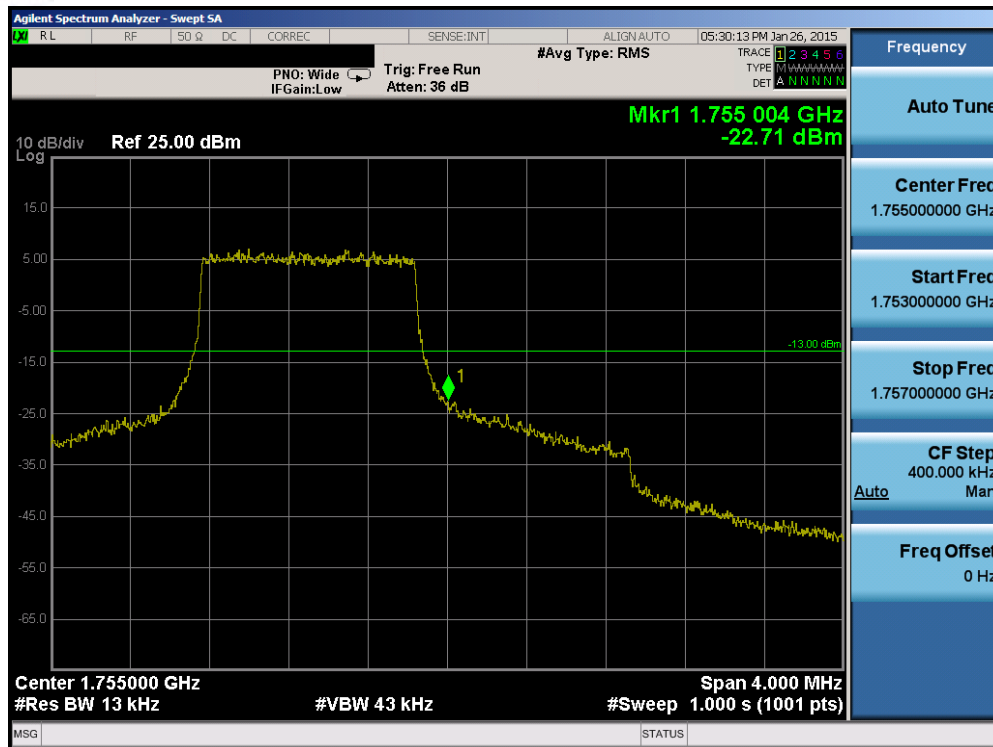 Agilent Spectrum Analyzer - Swept SA
LXI RL RF 50 Ω DC CORREC SENSE:INT ALIGN AUTO 05:30:13 PM Jan 26, 2015
#Avg Type: RMS TRACE 1 2 3 4 5 6
PNO: Wide Trig: Free Run TYPE M
IFGain:Low Atten: 36 dB DET A N N N N N
Frequency
Auto Tune
Mkr1 1.755 004 GHz
-22.71 dBm
10 dB/div Ref 25.00 dBm
Log
15.0
5.00
-5.00
-15.0
-25.0
-35.0
-45.0
-55.0
-65.0
-13.00 dBm
1
Center Freq
1.755000000 GHz
Start Freq
1.753000000 GHz
Stop Freq
1.757000000 GHz
CF Step
400.000 kHz
Auto Man
Freq Offset
0 Hz
Center 1.755000 GHz Span 4.000 MHz
#Res BW 13 kHz #VBW 43 kHz #Sweep 1.000 s (1001 pts)
MSG STATUS